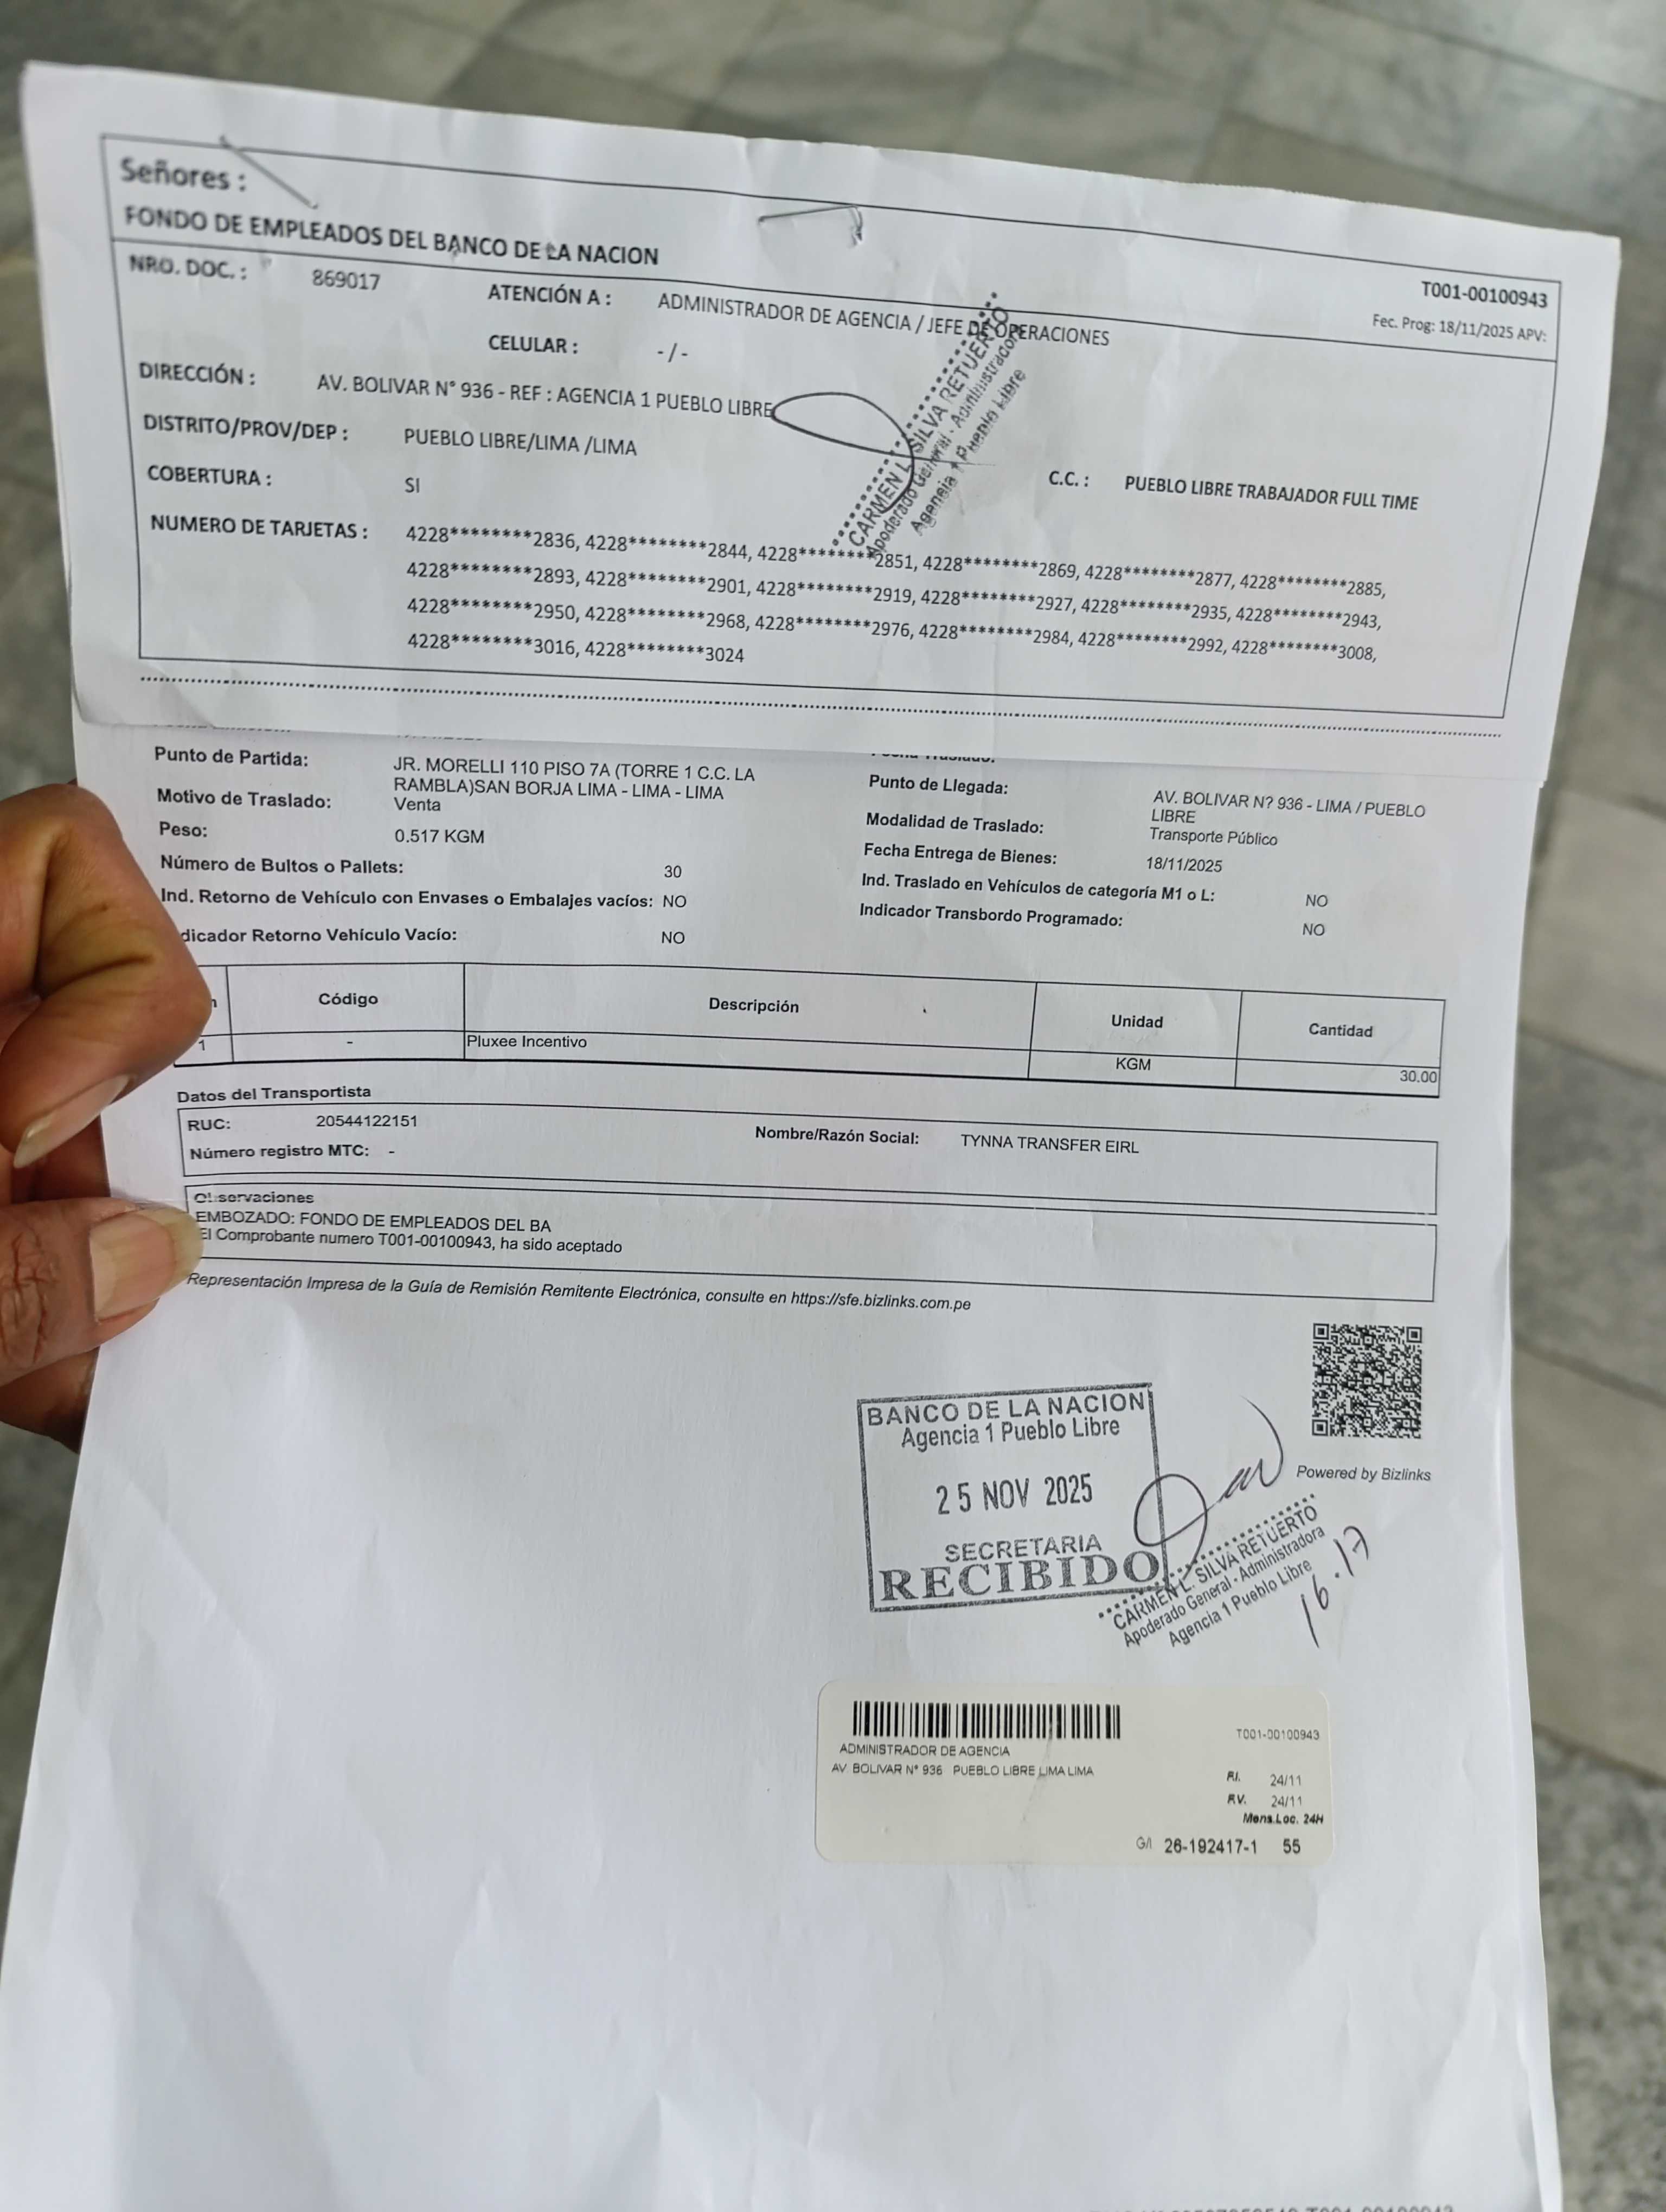 Señores :
FONDO DE EMPLEADOS DEL BANCO DE LA NACION
T001-00100943
NRO. DOC. : 869017
ATENCIÓN A : ADMINISTRADOR DE AGENCIA / JEFE DE OPERACIONES
Fec. Prog: 18/11/2025 APV:
CELULAR : - / -
DIRECCIÓN : AV. BOLIVAR N° 936 - REF : AGENCIA 1 PUEBLO LIBRE
DISTRITO/PROV/DEP : PUEBLO LIBRE/LIMA /LIMA
COBERTURA : SI
C.C. : PUEBLO LIBRE TRABAJADOR FULL TIME
CARMEN L. SILVA RETUERTO
Apoderado General - Administradora
Agencia 1 Pueblo Libre
NUMERO DE TARJETAS : 4228********2836, 4228********2844, 4228********2851, 4228********2869, 4228********2877, 4228********2885,
4228********2893, 4228********2901, 4228********2919, 4228********2927, 4228********2935, 4228********2943,
4228********2950, 4228********2968, 4228********2976, 4228********2984, 4228********2992, 4228********3008,
4228********3016, 4228********3024
Punto de Partida: JR. MORELLI 110 PISO 7A (TORRE 1 C.C. LA
RAMBLA)SAN BORJA LIMA - LIMA - LIMA
Punto de Llegada: AV. BOLIVAR N? 936 - LIMA / PUEBLO
LIBRE
Motivo de Traslado: Venta
Modalidad de Traslado: Transporte Público
Peso: 0.517 KGM
Fecha Entrega de Bienes: 18/11/2025
Número de Bultos o Pallets: 30
Ind. Traslado en Vehículos de categoría M1 o L: NO
Ind. Retorno de Vehículo con Envases o Embalajes vacíos: NO
Indicador Transbordo Programado: NO
dicador Retorno Vehículo Vacío: NO
Código Descripción Unidad Cantidad
1 - Pluxee Incentivo KGM 30.00
Datos del Transportista
RUC: 20544122151
Nombre/Razón Social: TYNNA TRANSFER EIRL
Número registro MTC: -
Observaciones
EMBOZADO: FONDO DE EMPLEADOS DEL BA
El Comprobante numero T001-00100943, ha sido aceptado
Representación Impresa de la Guía de Remisión Remitente Electrónica, consulte en https://sfe.bizlinks.com.pe
Powered by Bizlinks
BANCO DE LA NACION
Agencia 1 Pueblo Libre
25 NOV 2025
SECRETARIA
RECIBIDO
CARMEN L. SILVA RETUERTO
Apoderado General - Administradora
Agencia 1 Pueblo Libre
16.17
T001-00100943
ADMINISTRADOR DE AGENCIA
AV. BOLIVAR N° 936 PUEBLO LIBRE LIMA LIMA
RI. 24/11
RV. 24/11
Mens.Loc. 24H
G/I 26-192417-1 55